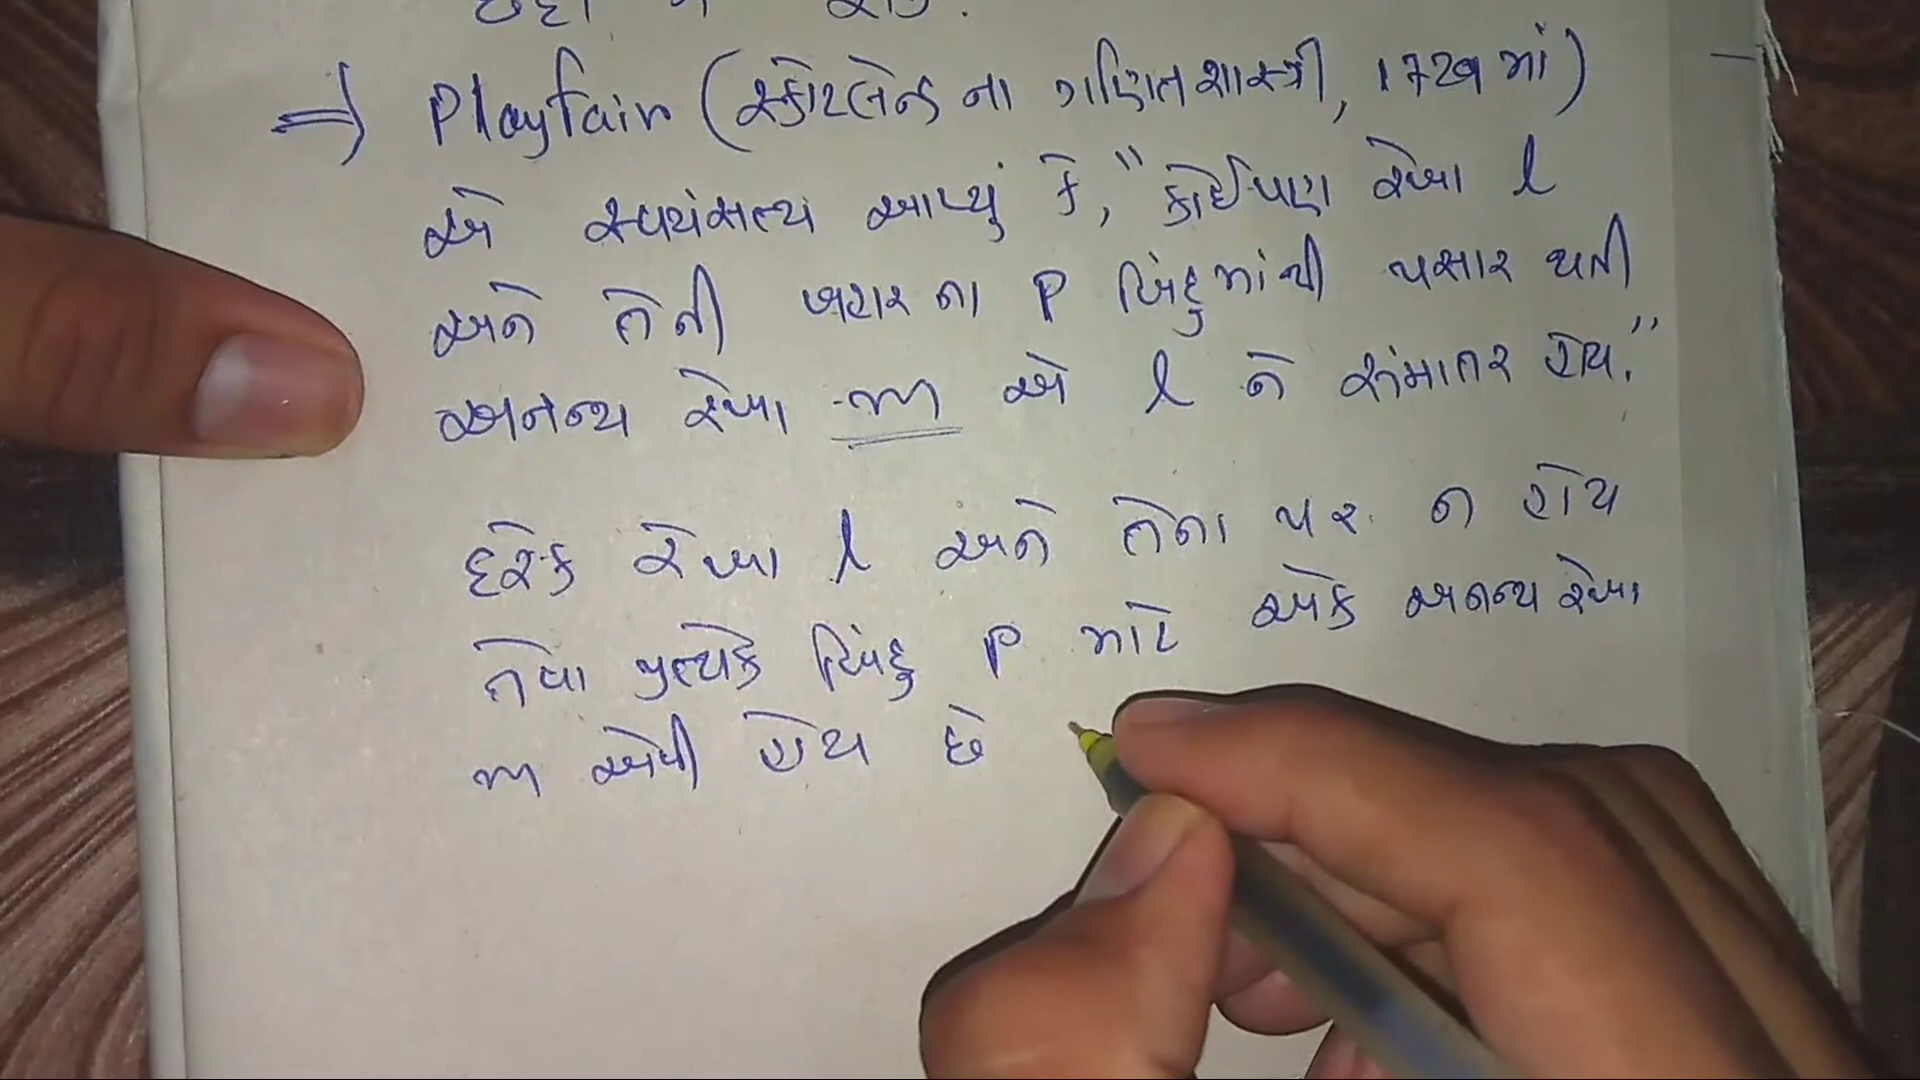 ⇒ Playfair (સ્કોટલેન્ડ ના ગણિતશાસ્ત્રી, 1729 માં)
એ સ્વયંસત્ય આપ્યું કે, "કોઈપણ રેખા l
અને તેની બહાર ના P બિંદુમાંથી પસાર થતી
અનન્ય રેખા m એ l ને સંમાતર હોય."
દરેક રેખા l અને તેના પર ન હોય
તેવા પ્રત્યેક બિંદુ P માટે એક અનન્ય રેખા
m એવી હોય છે